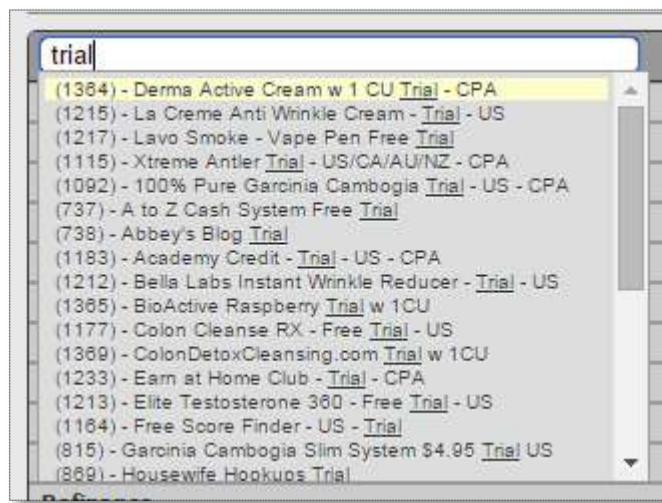 trial
(1364) - Derma Active Cream w 1 CU Trial - CPA
(1215) - La Creme Anti Wrinkle Cream - Trial - US
(1217) - Lavo Smoke - Vape Pen Free Trial
(1115) - Xtreme Antler Trial - US/CA/AU/NZ - CPA
(1092) - 100% Pure Garcinia Cambogia Trial - US - CPA
(737) - A to Z Cash System Free Trial
(738) - Abbey's Blog Trial
(1183) - Academy Credit - Trial - US - CPA
(1212) - Bella Labs Instant Wrinkle Reducer - Trial - US
(1365) - BioActive Raspberry Trial w 1CU
(1177) - Colon Cleanse RX - Free Trial - US
(1369) - ColonDetoxCleansing.com Trial w 1CU
(1233) - Earn at Home Club - Trial - CPA
(1213) - Elite Testosterone 360 - Free Trial - US
(1164) - Free Score Finder - US - Trial
(815) - Garcinia Cambogia Slim System $4.95 Trial US
(869) - Housewife Hookups Trial